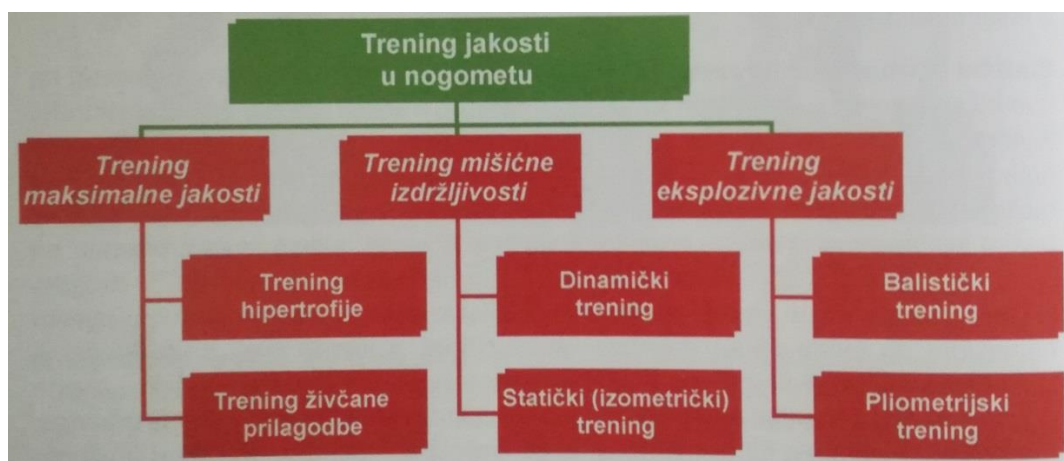 Trening jakosti
u nogometu
Trening
maksimalne jakosti
Trening mišićne
izdržljivosti
Trening
eksplozivne jakosti
Trening
hipertrofije
Dinamički
trening
Balistički
trening
Trening živčane
prilagodbe
Statički (izometrički)
trening
Pliometrijski
trening